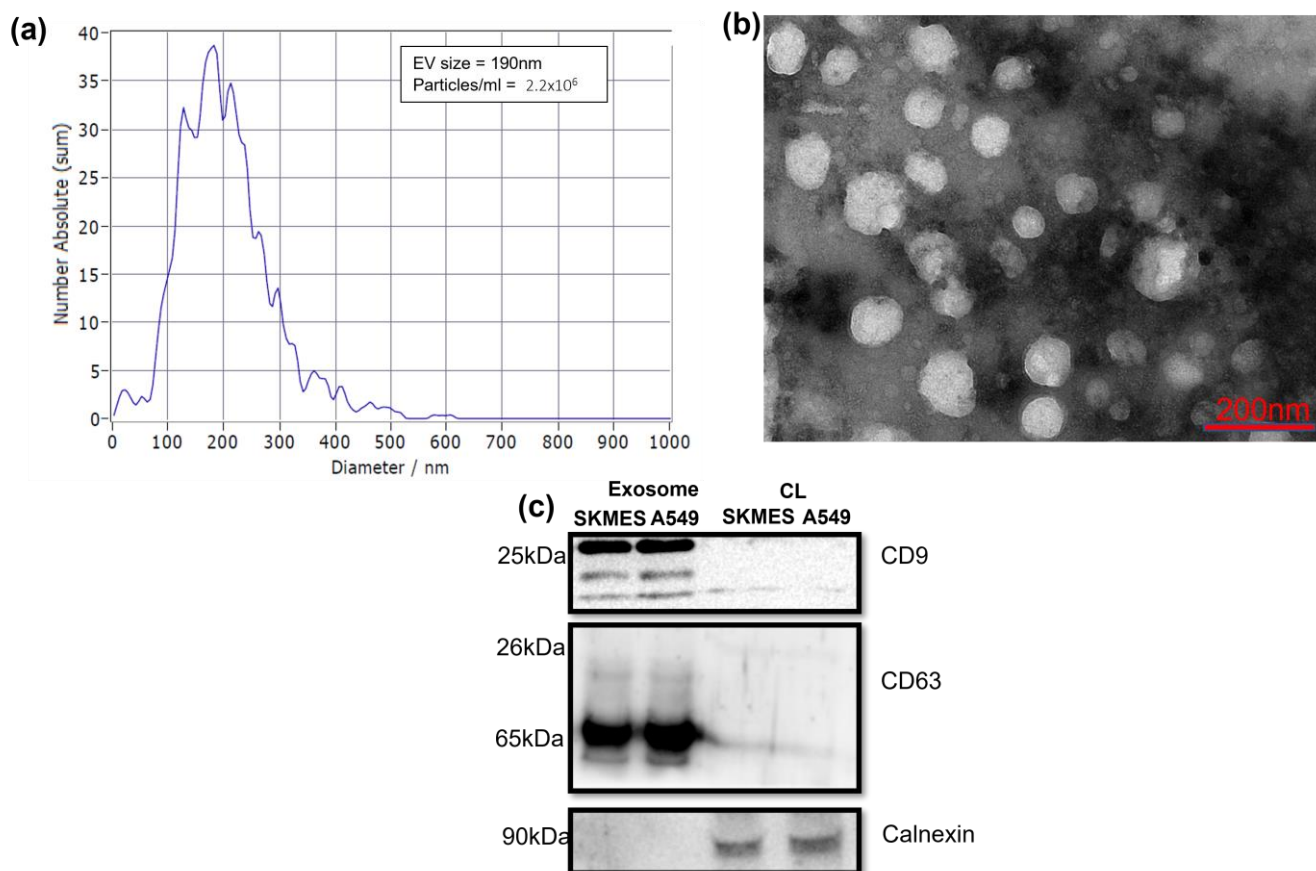 (a)
40
35
30
25
20
15
10
5
0
Number Absolute (sum)
EV size = 190nm
Particles/ml = 2.2x10⁶
0 100 200 300 400 500 600 700 800 900 1000
Diameter / nm
(b)
200nm
(c)
Exosome CL
SKMES A549 SKMES A549
25kDa CD9
26kDa
CD63
65kDa
90kDa Calnexin